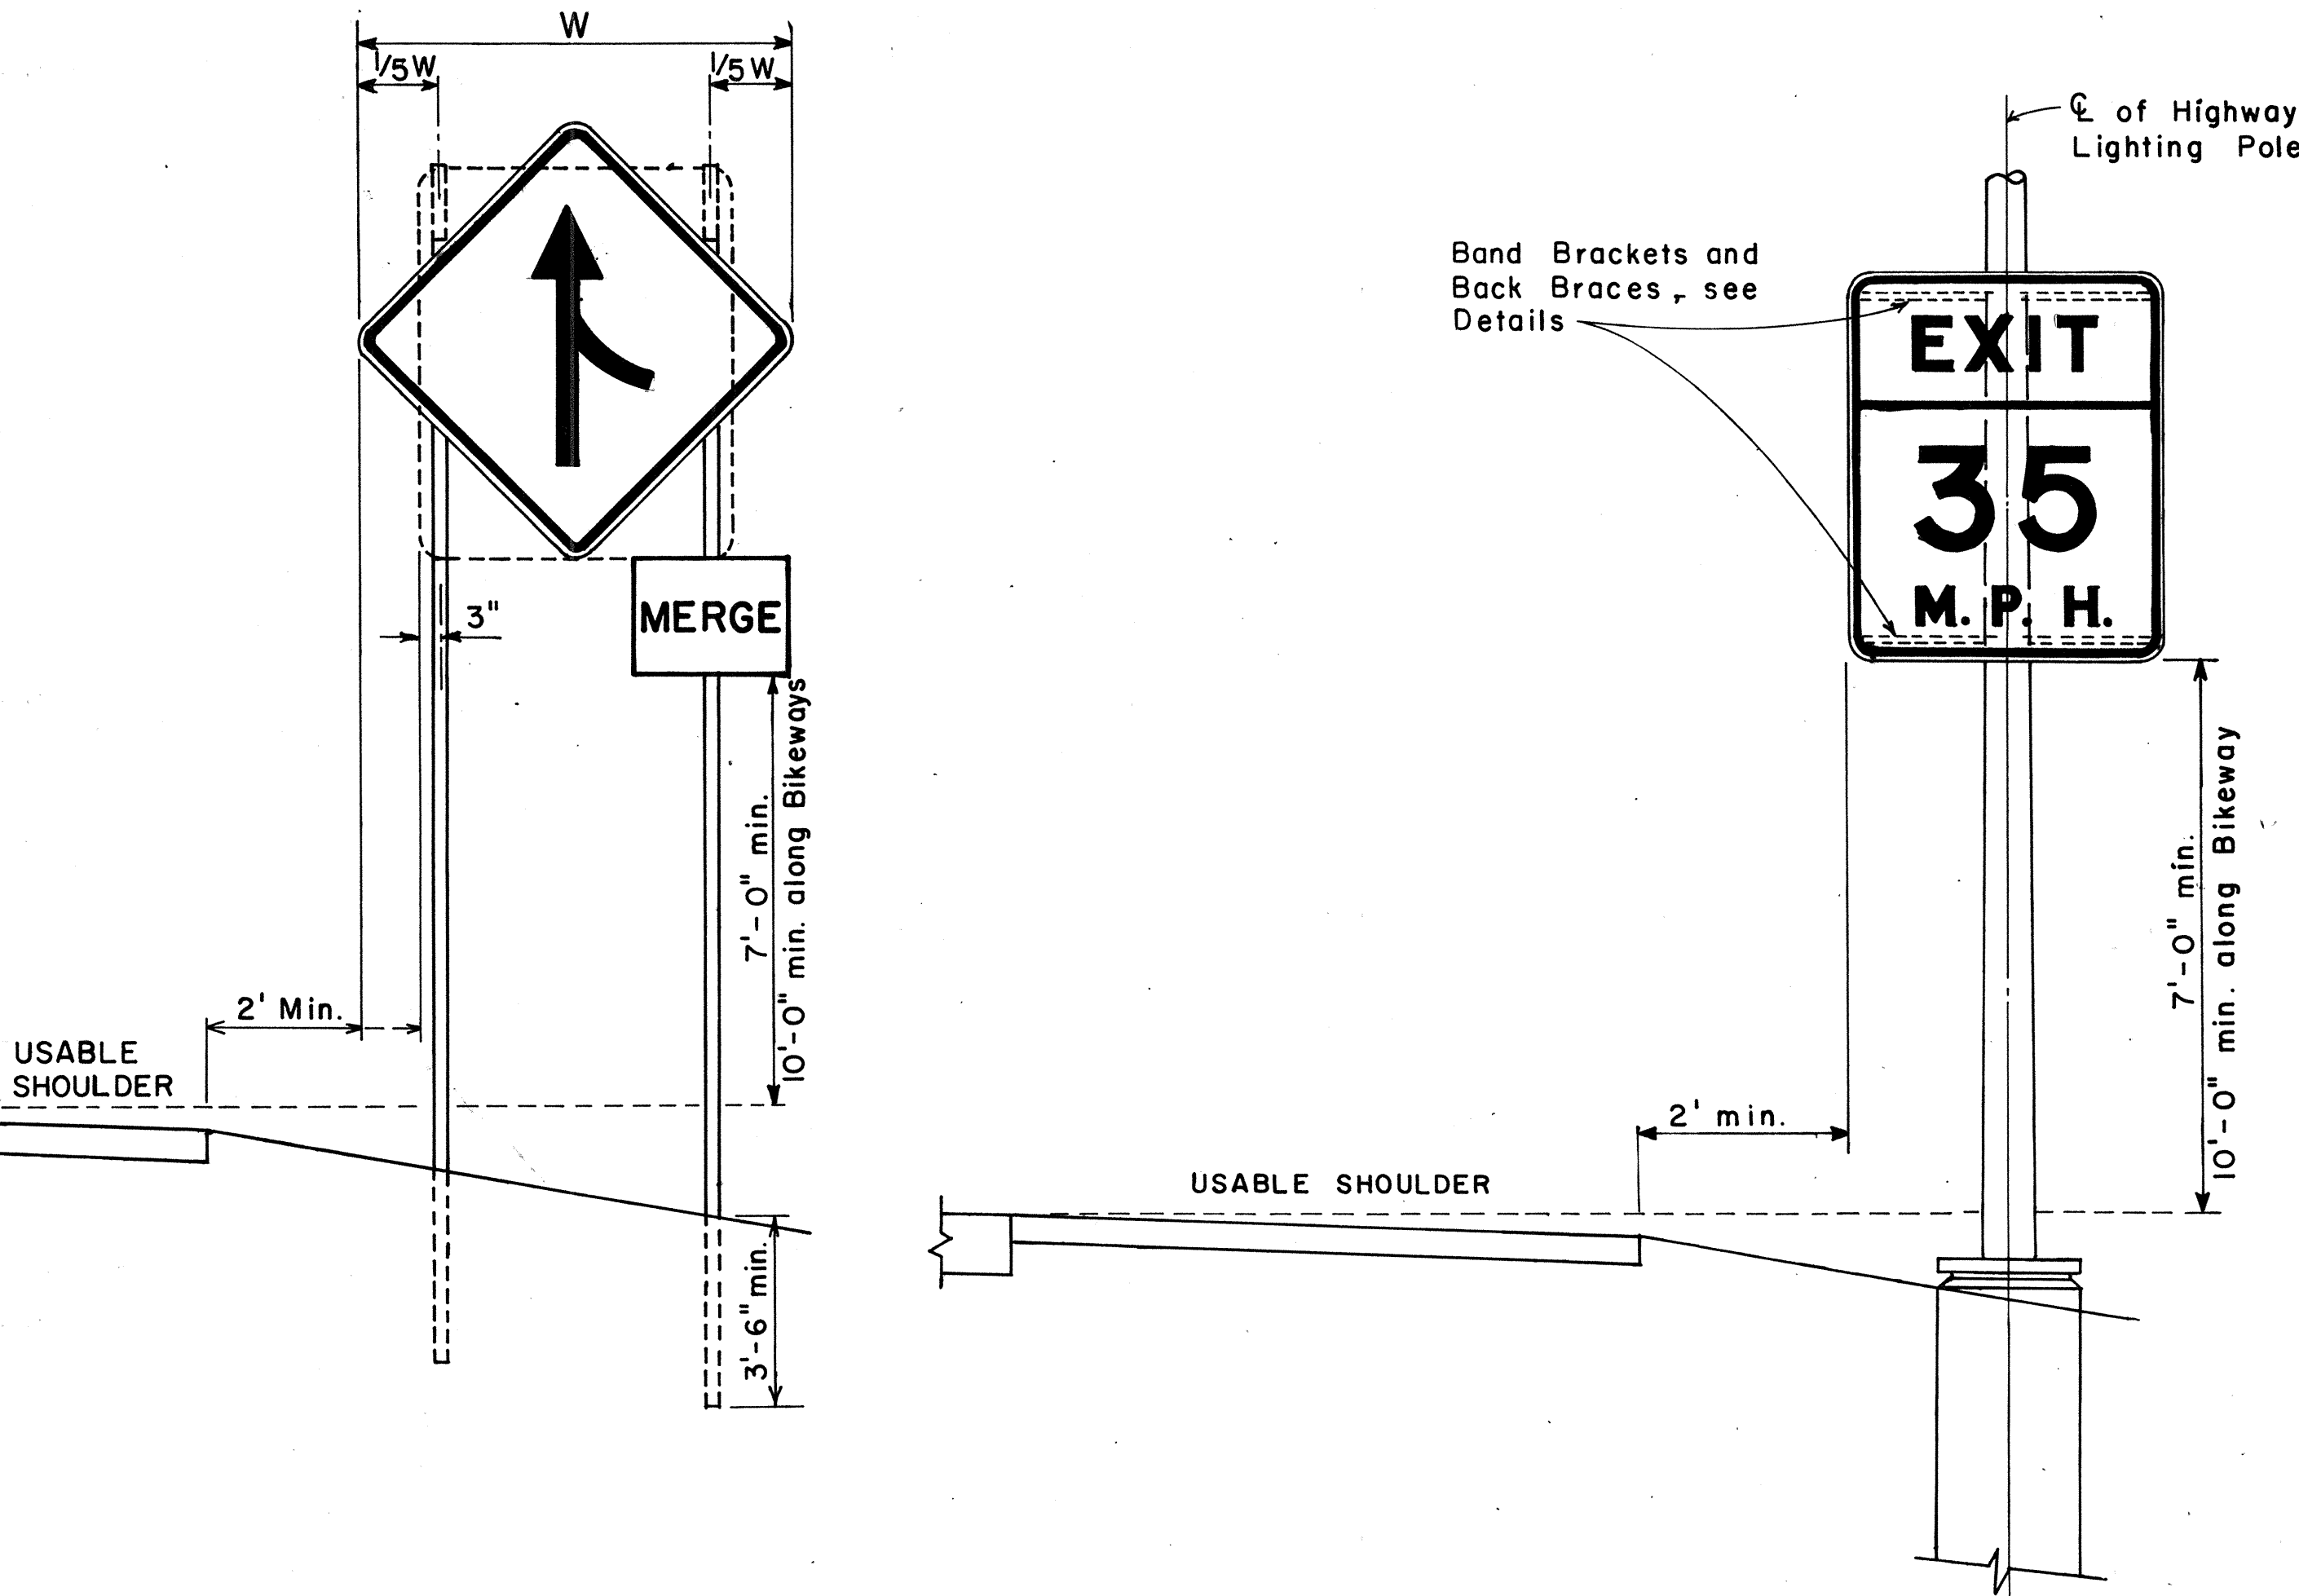 W
1/5W
1/5W
MERGE
3"
7'-0" min.
10'-0" min. along Bikeways
2' Min.
USABLE
SHOULDER
3'-6" min.
℄ of Highway
Lighting Pole
Band Brackets and
Back Braces, see
Details
EXIT
35
M. P. H.
7'-0" min.
10'-0" min. along Bikeway
2' min.
USABLE SHOULDER